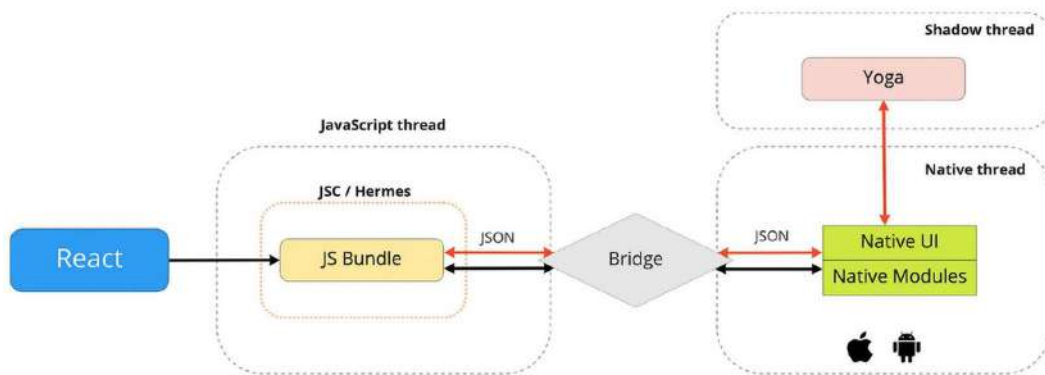 Shadow thread
Yoga
JavaScript thread
Native thread
JSC / Hermes
React
JS Bundle
JSON
Bridge
JSON
Native UI
Native Modules